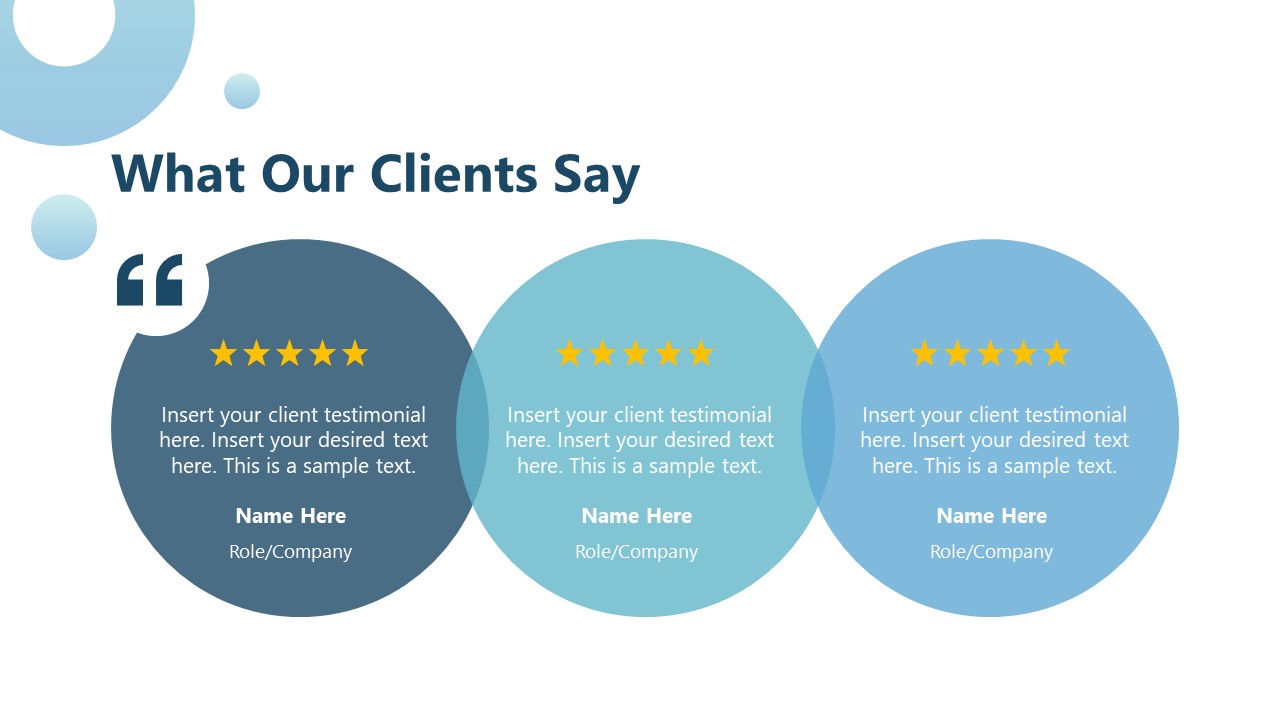 What Our Clients Say
Insert your client testimonial
here. Insert your desired text
here. This is a sample text.
Name Here
Role/Company
Insert your client testimonial
here. Insert your desired text
here. This is a sample text.
Name Here
Role/Company
Insert your client testimonial
here. Insert your desired text
here. This is a sample text.
Name Here
Role/Company